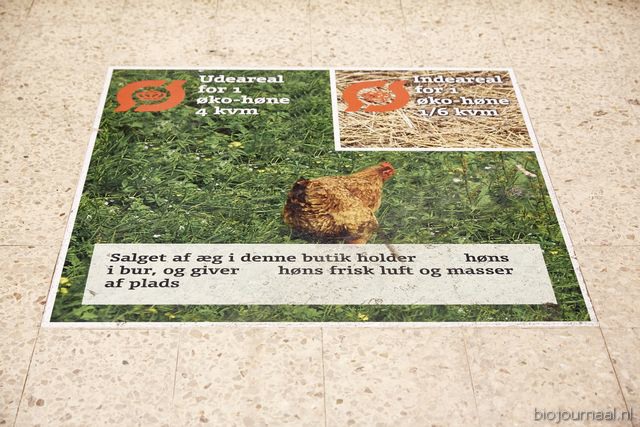 Udeareal
for 1
øko-høne
4 kvm
Indeareal
for 1
øko-høne
1/6 kvm
Salget af æg i denne butik holder høns
i bur, og giver høns frisk luft og masser
af plads
biojournaal.nl